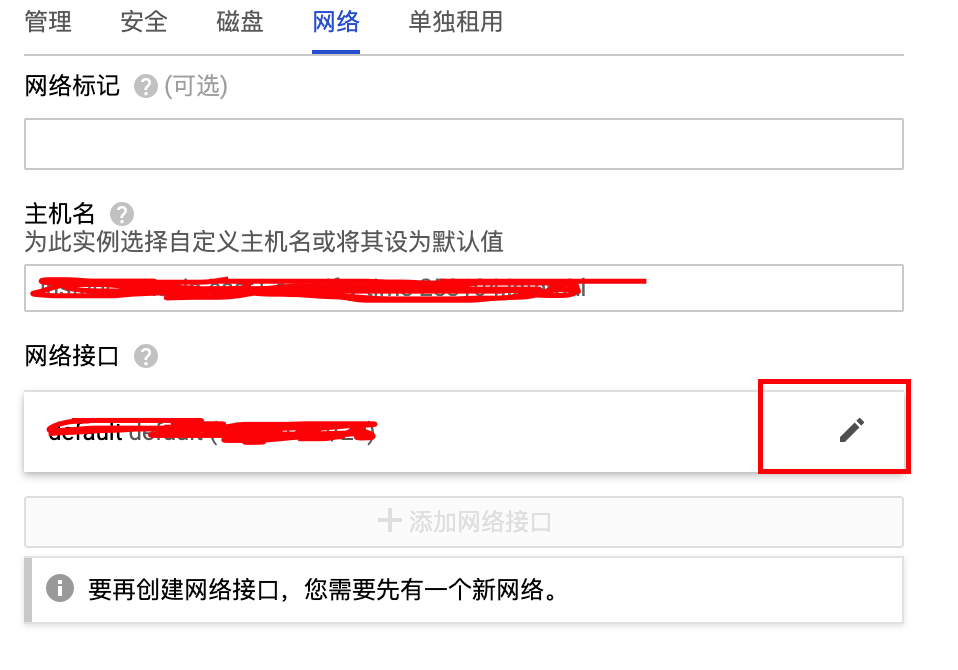 管理 安全 磁盘 网络 单独租用
网络标记 ? (可选)
主机名 ?
为此实例选择自定义主机名或将其设为默认值
网络接口 ?
default default (
+ 添加网络接口
i 要再创建网络接口，您需要先有一个新网络。